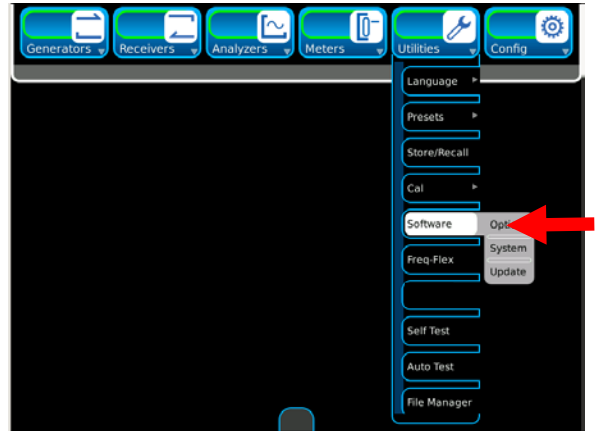 Generators
Receivers
Analyzers
Meters
Utilities
Config
Language
Presets
Store/Recall
Cal
Software
Freq-Flex
Self Test
Auto Test
File Manager
System
Update